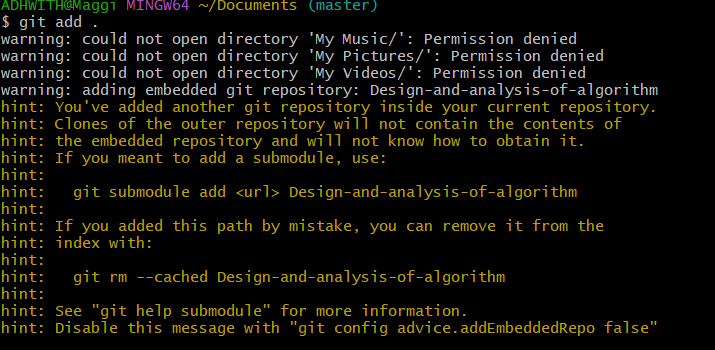 ADHWITH@Maggi MINGW64 ~/Documents (master)
$ git add .
warning: could not open directory 'My Music/': Permission denied
warning: could not open directory 'My Pictures/': Permission denied
warning: could not open directory 'My Videos/': Permission denied
warning: adding embedded git repository: Design-and-analysis-of-algorithm
hint: You've added another git repository inside your current repository.
hint: Clones of the outer repository will not contain the contents of
hint: the embedded repository and will not know how to obtain it.
hint: If you meant to add a submodule, use:
hint:
hint:   git submodule add <url> Design-and-analysis-of-algorithm
hint:
hint: If you added this path by mistake, you can remove it from the
hint: index with:
hint:
hint:   git rm --cached Design-and-analysis-of-algorithm
hint:
hint: See "git help submodule" for more information.
hint: Disable this message with "git config advice.addEmbeddedRepo false"